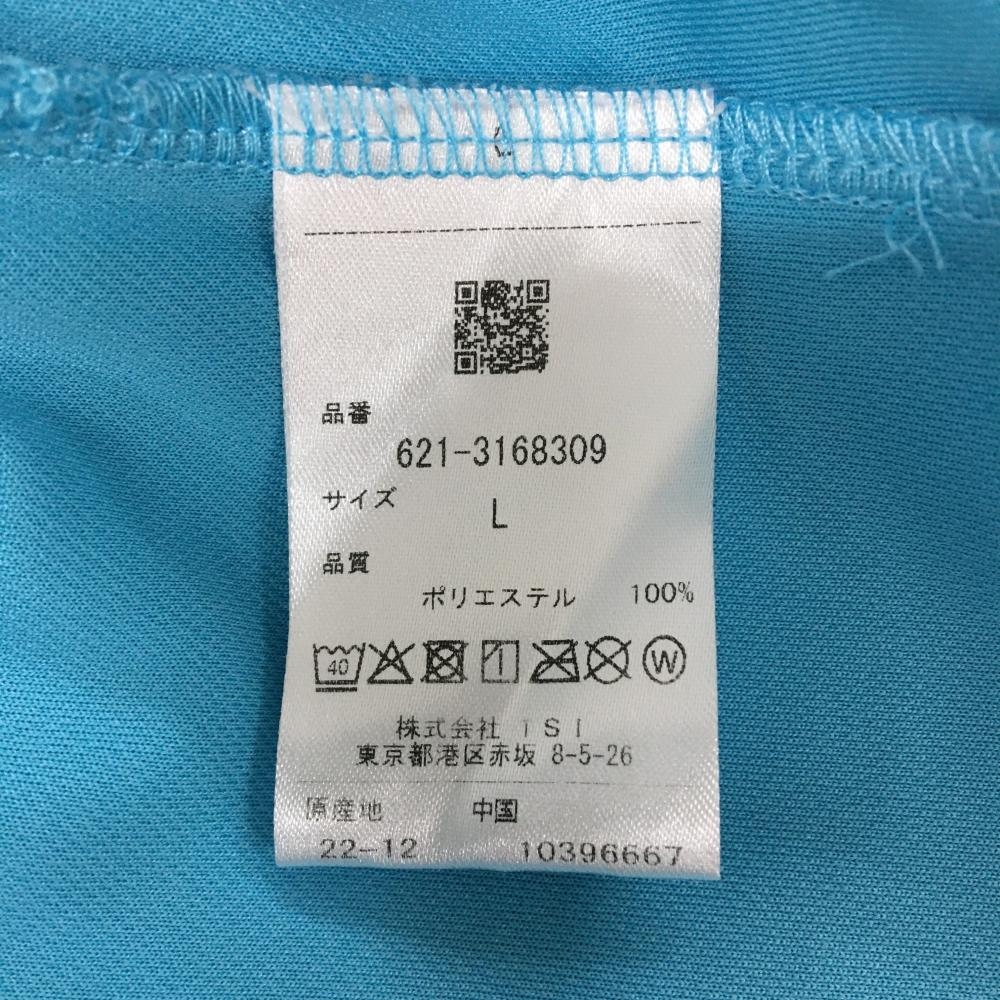 品番
621-3168309
サイズ
L
品質
ポリエステル 100%
40
W
株式会社 TSI
東京都港区赤坂 8-5-26
原産地 中国
22-12 10396667